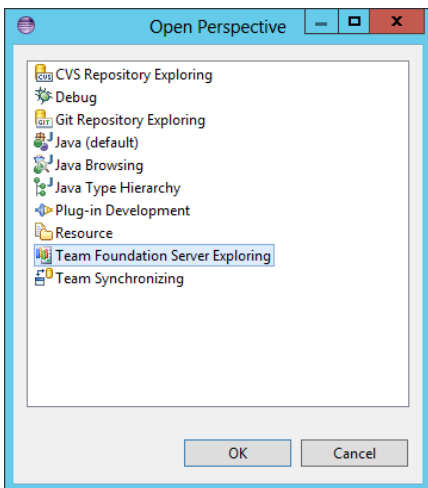 Open Perspective
CVS Repository Exploring
Debug
Git Repository Exploring
Java (default)
Java Browsing
Java Type Hierarchy
Plug-in Development
Resource
Team Foundation Server Exploring
Team Synchronizing
OK Cancel